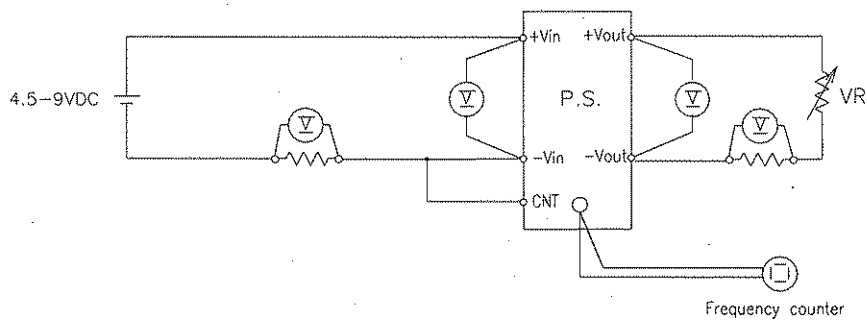 +Vin
+Vout
4.5-9VDC
V
V
VR
V
P.S.
V
-Vin
-Vout
CNT
Frequency counter